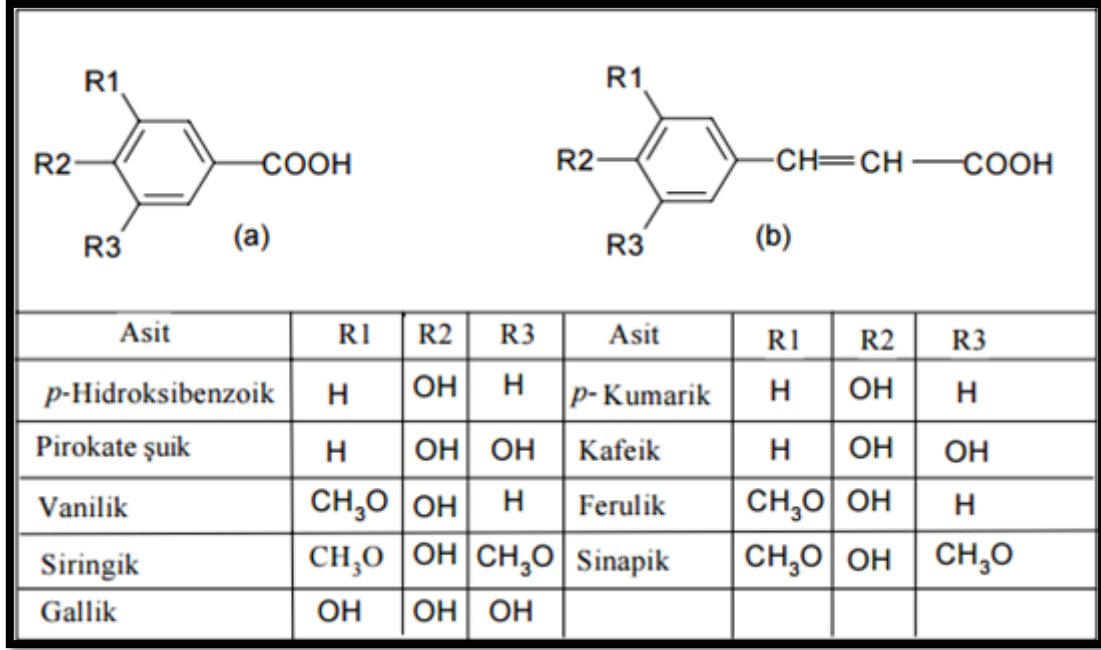 R1
R2
COOH
R3
(a)
R1
R2
CH=CH
COOH
R3
(b)
Asit R1 R2 R3 Asit R1 R2 R3
p-Hidroksibenzoik H OH H p-Kumarik H OH H
Pirokate şuik H OH OH Kafeik H OH OH
Vanilik CH₃O OH H Ferulik CH₃O OH H
Siringik CH₃O OH CH₃O Sinapik CH₃O OH CH₃O
Gallik OH OH OH